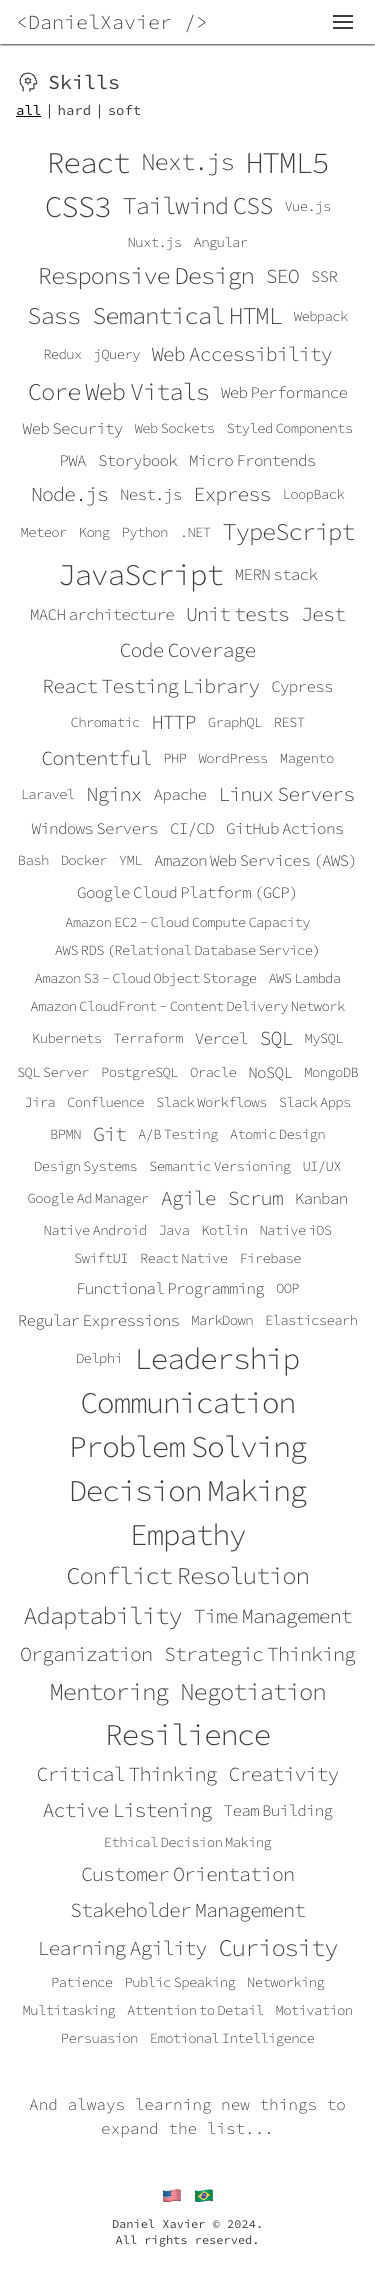 <DanielXavier />
Skills
all | hard | soft
React Next.js HTML5
CSS3 Tailwind CSS Vue.js
Nuxt.js Angular
Responsive Design SEO SSR
Sass Semantical HTML Webpack
Redux jQuery Web Accessibility
Core Web Vitals Web Performance
Web Security Web Sockets Styled Components
PWA Storybook Micro Frontends
Node.js Nest.js Express LoopBack
Meteor Kong Python .NET TypeScript
JavaScript MERN stack
MACH architecture Unit tests Jest
Code Coverage
React Testing Library Cypress
Chromatic HTTP GraphQL REST
Contentful PHP WordPress Magento
Laravel Nginx Apache Linux Servers
Windows Servers CI/CD GitHub Actions
Bash Docker YML Amazon Web Services (AWS)
Google Cloud Platform (GCP)
Amazon EC2 - Cloud Compute Capacity
AWS RDS (Relational Database Service)
Amazon S3 - Cloud Object Storage AWS Lambda
Amazon CloudFront - Content Delivery Network
Kubernetes Terraform Vercel SQL MySQL
SQL Server PostgreSQL Oracle NoSQL MongoDB
Jira Confluence Slack Workflows Slack Apps
BPMN Git A/B Testing Atomic Design
Design Systems Semantic Versioning UI/UX
Google Ad Manager Agile Scrum Kanban
Native Android Java Kotlin Native iOS
SwiftUI React Native Firebase
Functional Programming OOP
Regular Expressions MarkDown Elasticsearh
Delphi Leadership
Communication
Problem Solving
Decision Making
Empathy
Conflict Resolution
Adaptability Time Management
Organization Strategic Thinking
Mentoring Negotiation
Resilience
Critical Thinking Creativity
Active Listening Team Building
Ethical Decision Making
Customer Orientation
Stakeholder Management
Learning Agility Curiosity
Patience Public Speaking Networking
Multitasking Attention to Detail Motivation
Persuasion Emotional Intelligence
And always learning new things to
expand the list...
Daniel Xavier © 2024.
All rights reserved.